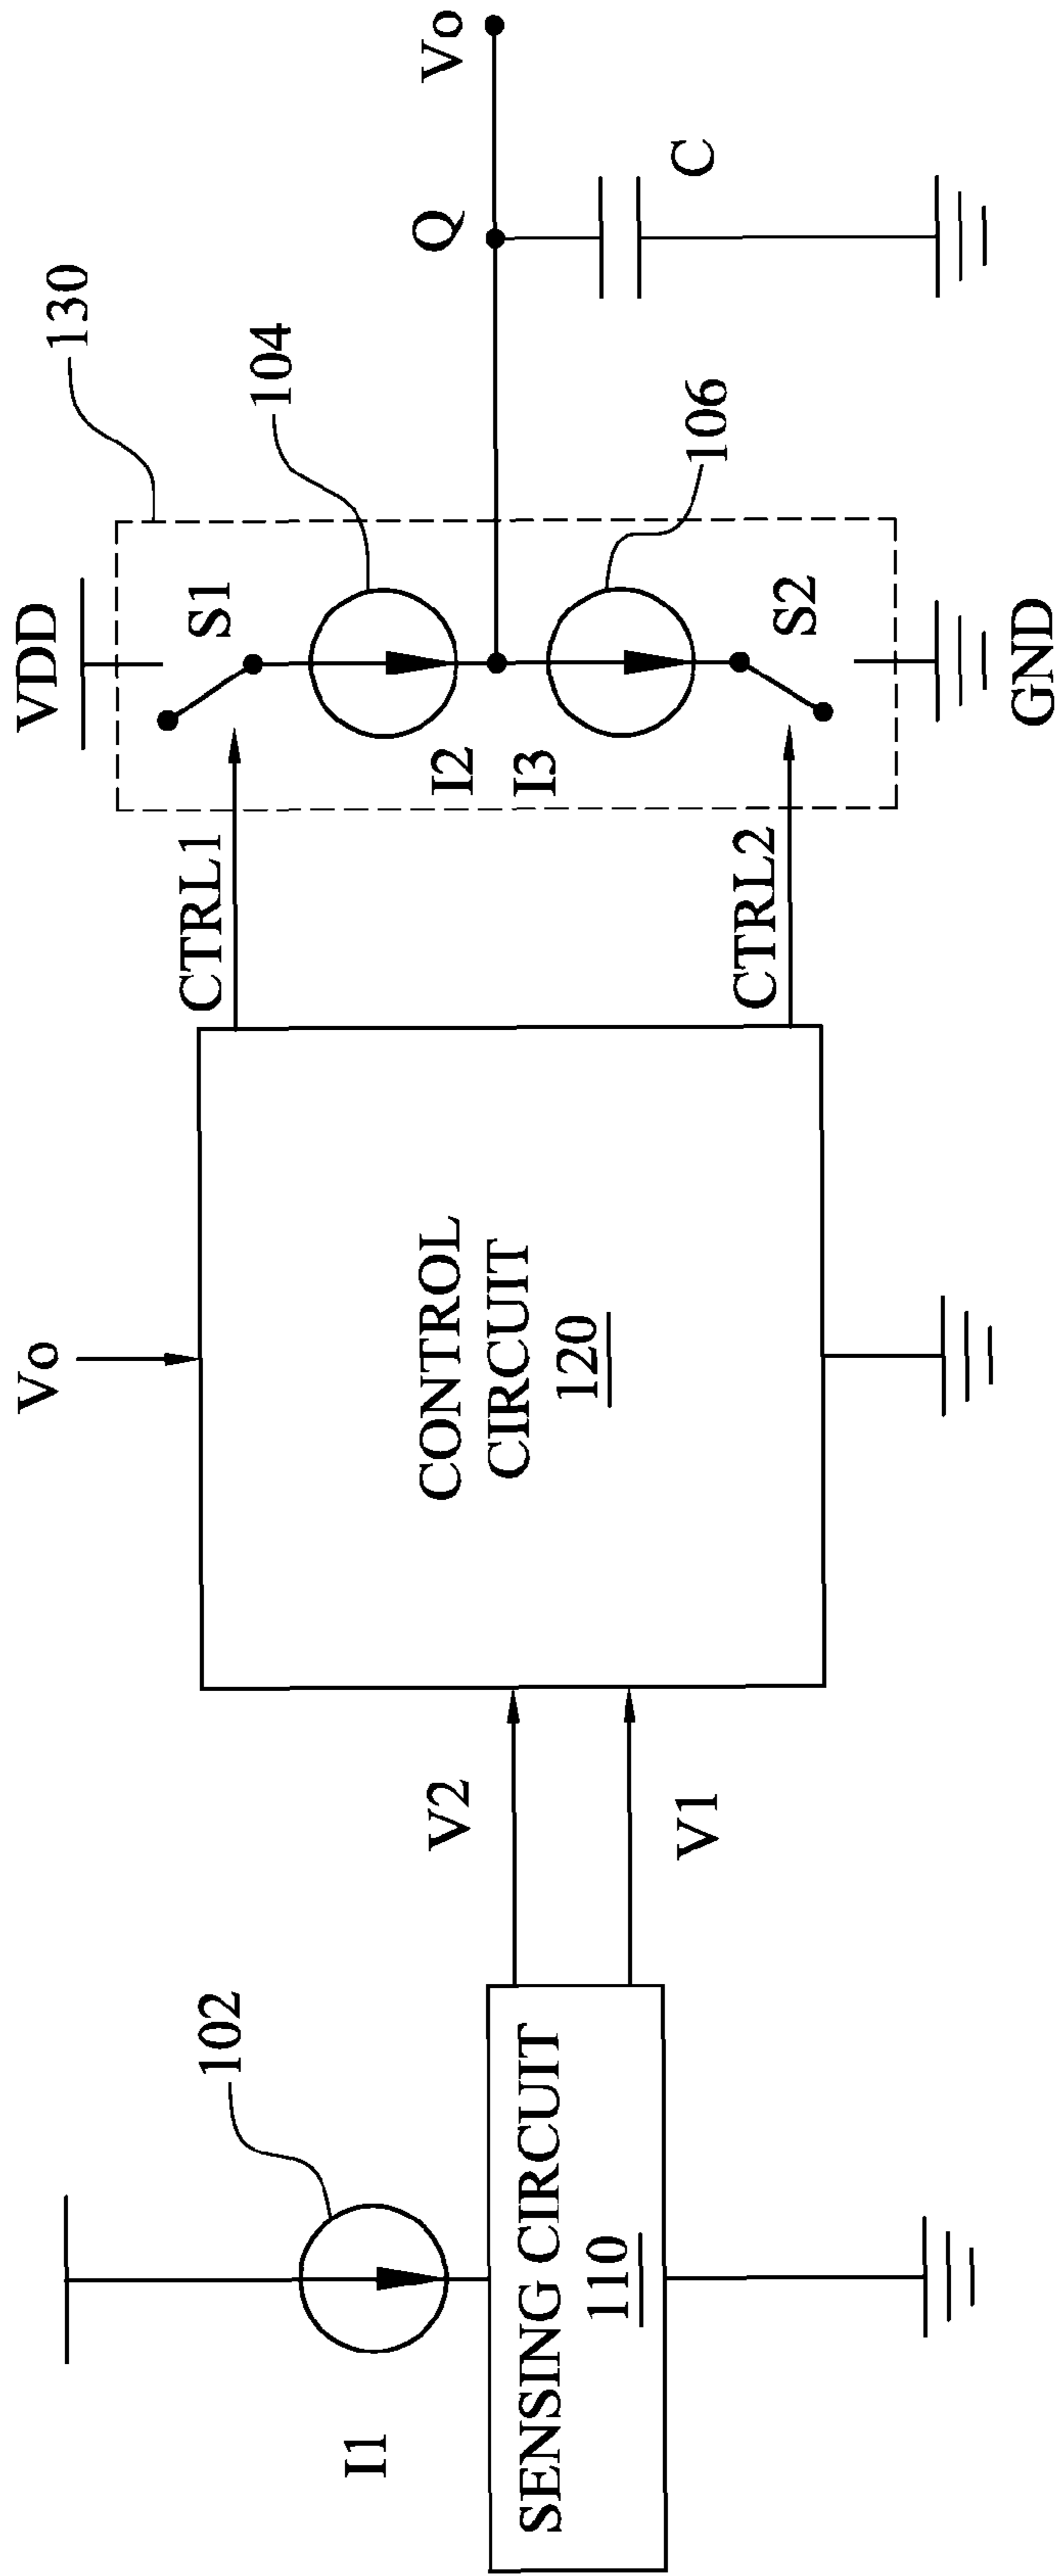 I1
102
SENSING CIRCUIT
110
V2
V1
Vo
CONTROL
CIRCUIT
120
CTRL1
CTRL2
VDD
S1
I2
I3
S2
GND
130
104
106
Q
Vo
C